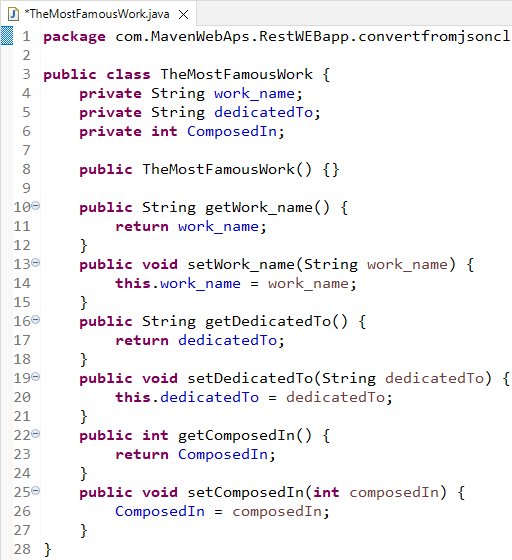 *TheMostFamousWork.java
1 package com.MavenWebAps.RestWEBapp.convertfromjsoncl
2
3 public class TheMostFamousWork {
4     private String work_name;
5     private String dedicatedTo;
6     private int ComposedIn;
7
8     public TheMostFamousWork() {}
9
10     public String getWork_name() {
11         return work_name;
12     }
13     public void setWork_name(String work_name) {
14         this.work_name = work_name;
15     }
16     public String getDedicatedTo() {
17         return dedicatedTo;
18     }
19     public void setDedicatedTo(String dedicatedTo) {
20         this.dedicatedTo = dedicatedTo;
21     }
22     public int getComposedIn() {
23         return ComposedIn;
24     }
25     public void setComposedIn(int composedIn) {
26         ComposedIn = composedIn;
27     }
28 }